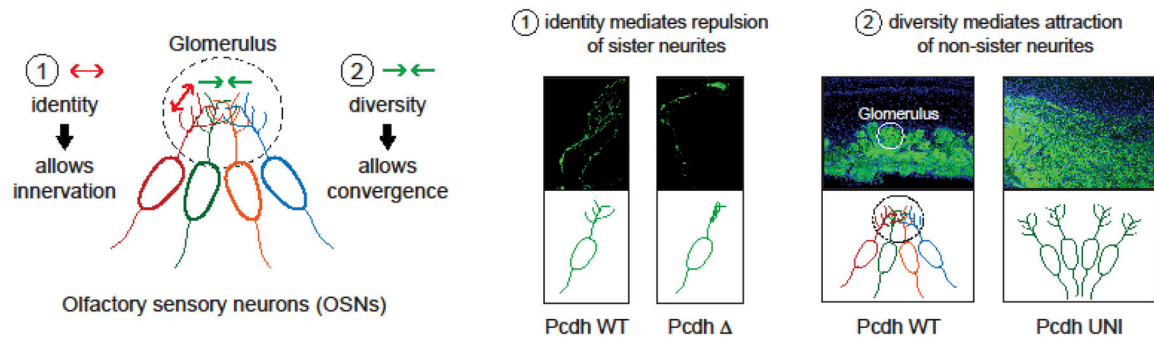 Glomerulus
1
identity
allows
innervation
2
diversity
allows
convergence
Olfactory sensory neurons (OSNs)
1 identity mediates repulsion
of sister neurites
Pcdh WT
Pcdh Δ
2 diversity mediates attraction
of non-sister neurites
Glomerulus
Pcdh WT
Pcdh UNI